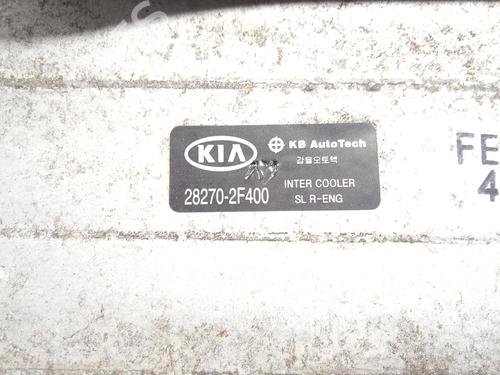 KIA
KB AutoTech
갑을오토텍
28270-2F400
INTER COOLER
SL R-ENG
FE
4